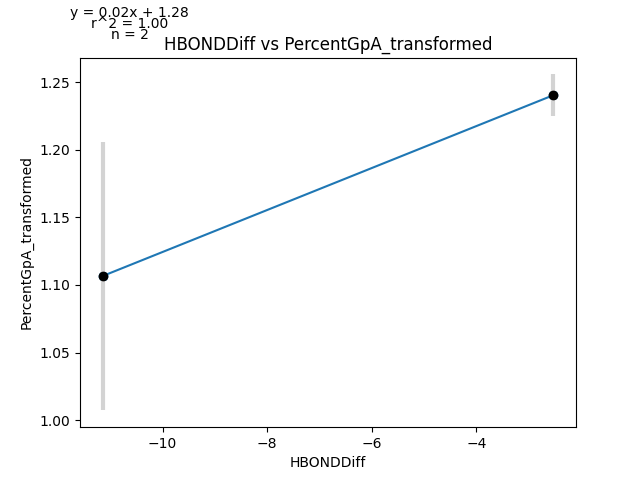 y = 0.02x + 1.28
r^2 = 1.00
n = 2
HBONDDiff vs PercentGpA_transformed
PercentGpA_transformed
1.25
1.20
1.15
1.10
1.05
1.00
−10
−8
−6
−4
HBONDDiff